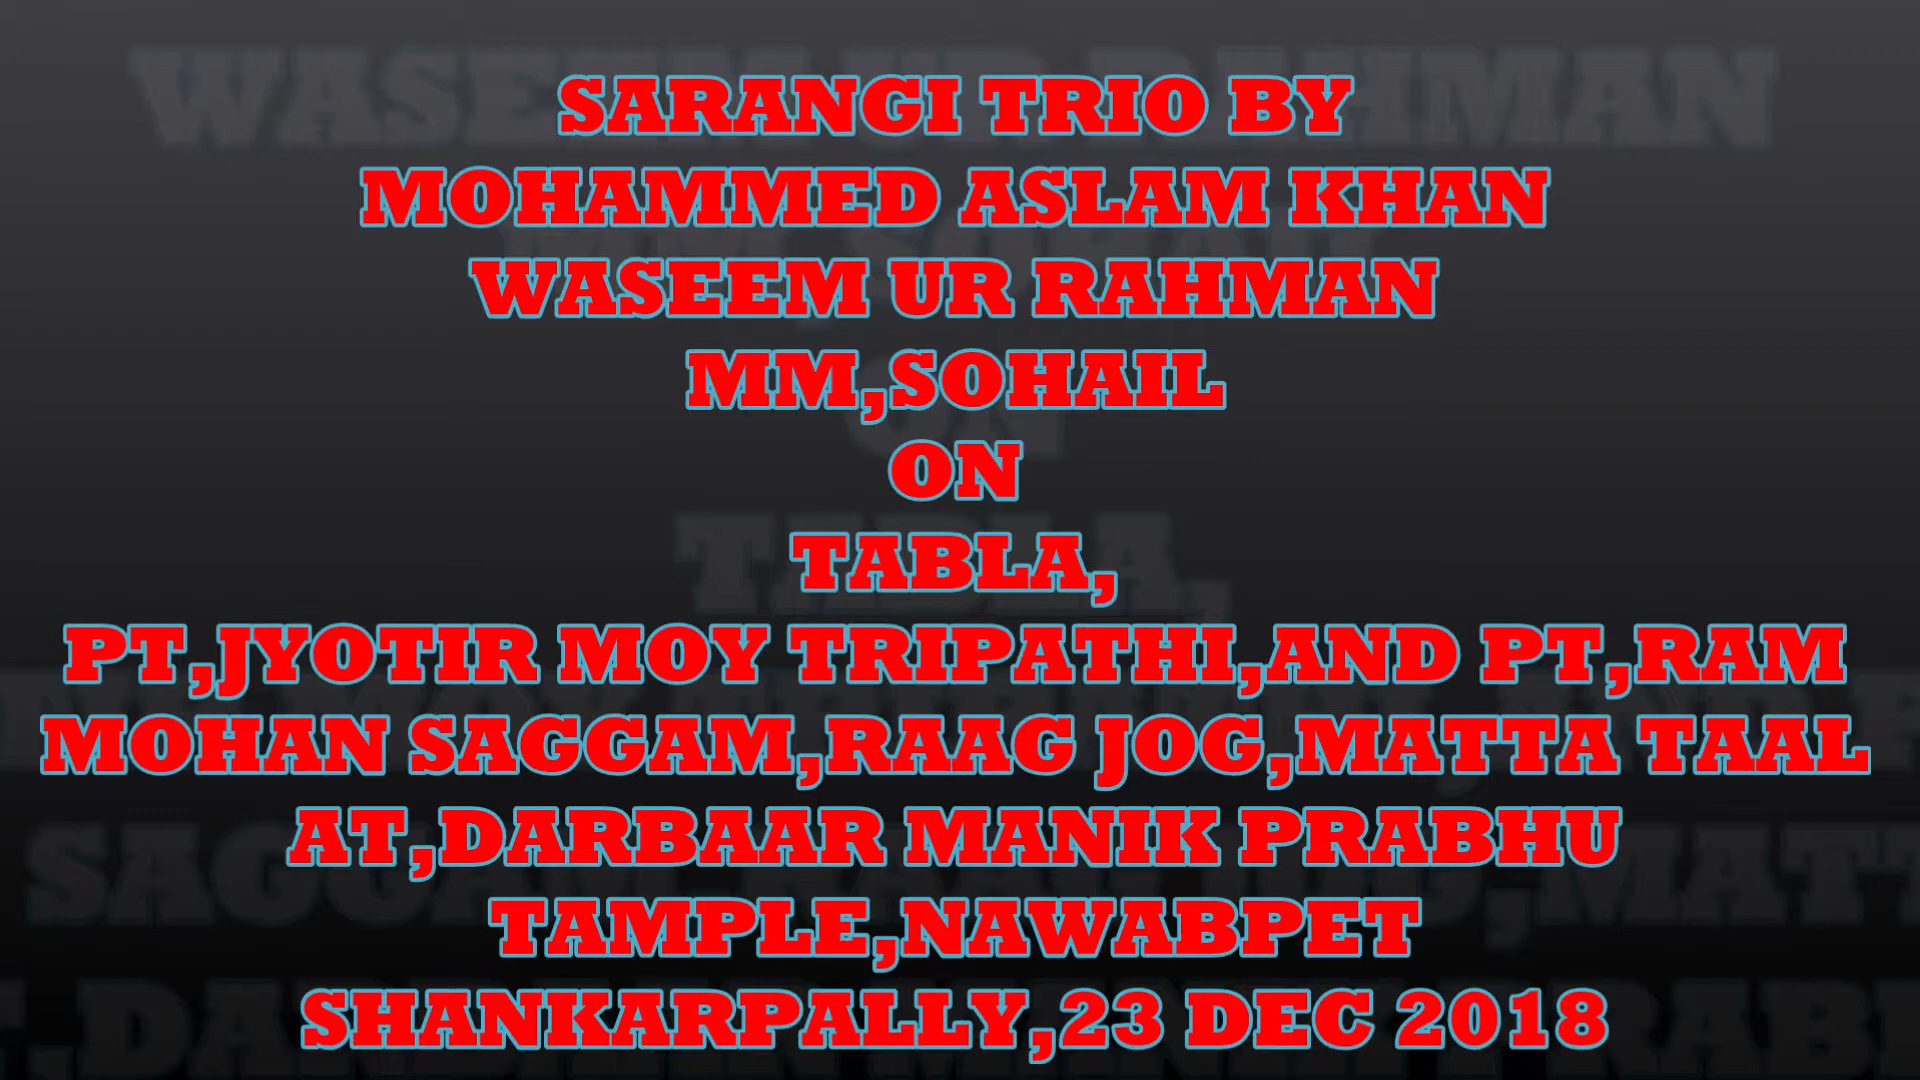 SARANGI TRIO BY
MOHAMMED ASLAM KHAN
WASEEM UR RAHMAN
MM,SOHAIL
ON
TABLA,
PT,JYOTIR MOY TRIPATHI,AND PT,RAM
MOHAN SAGGAM,RAAG JOG,MATTA TAAL
AT,DARBAAR MANIK PRABHU
TAMPLE,NAWABPET
SHANKARPALLY,23 DEC 2018